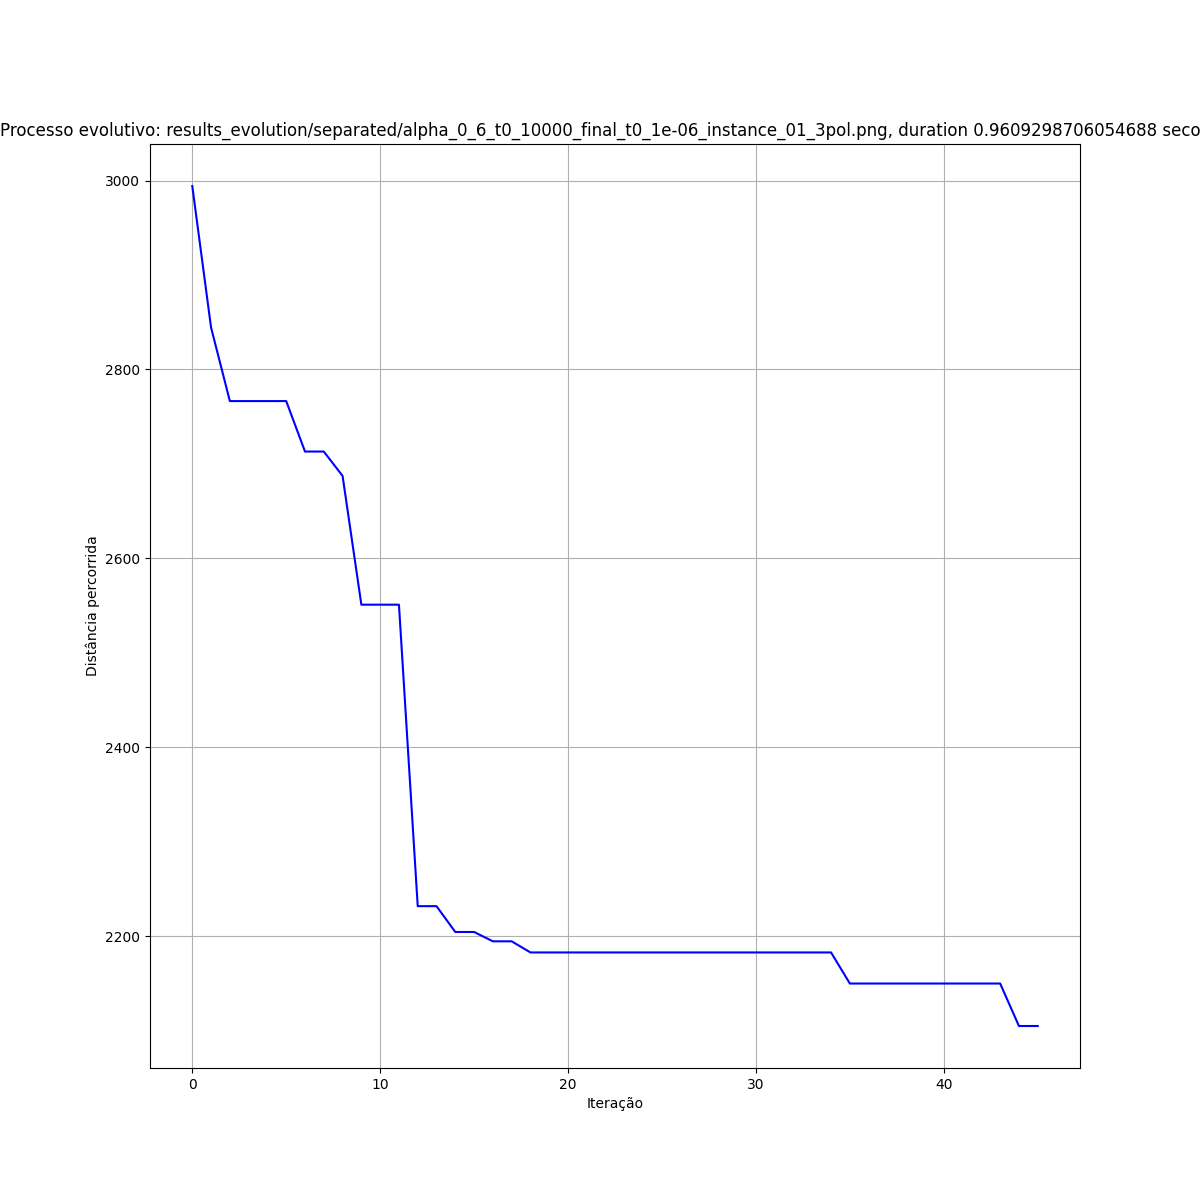 Processo evolutivo: results_evolution/separated/alpha_0_6_t0_10000_final_t0_1e-06_instance_01_3pol.png, duration 0.9609298706054688 seco
3000
2800
2600
2400
2200
Distância percorrida
0 10 20 30 40
Iteração